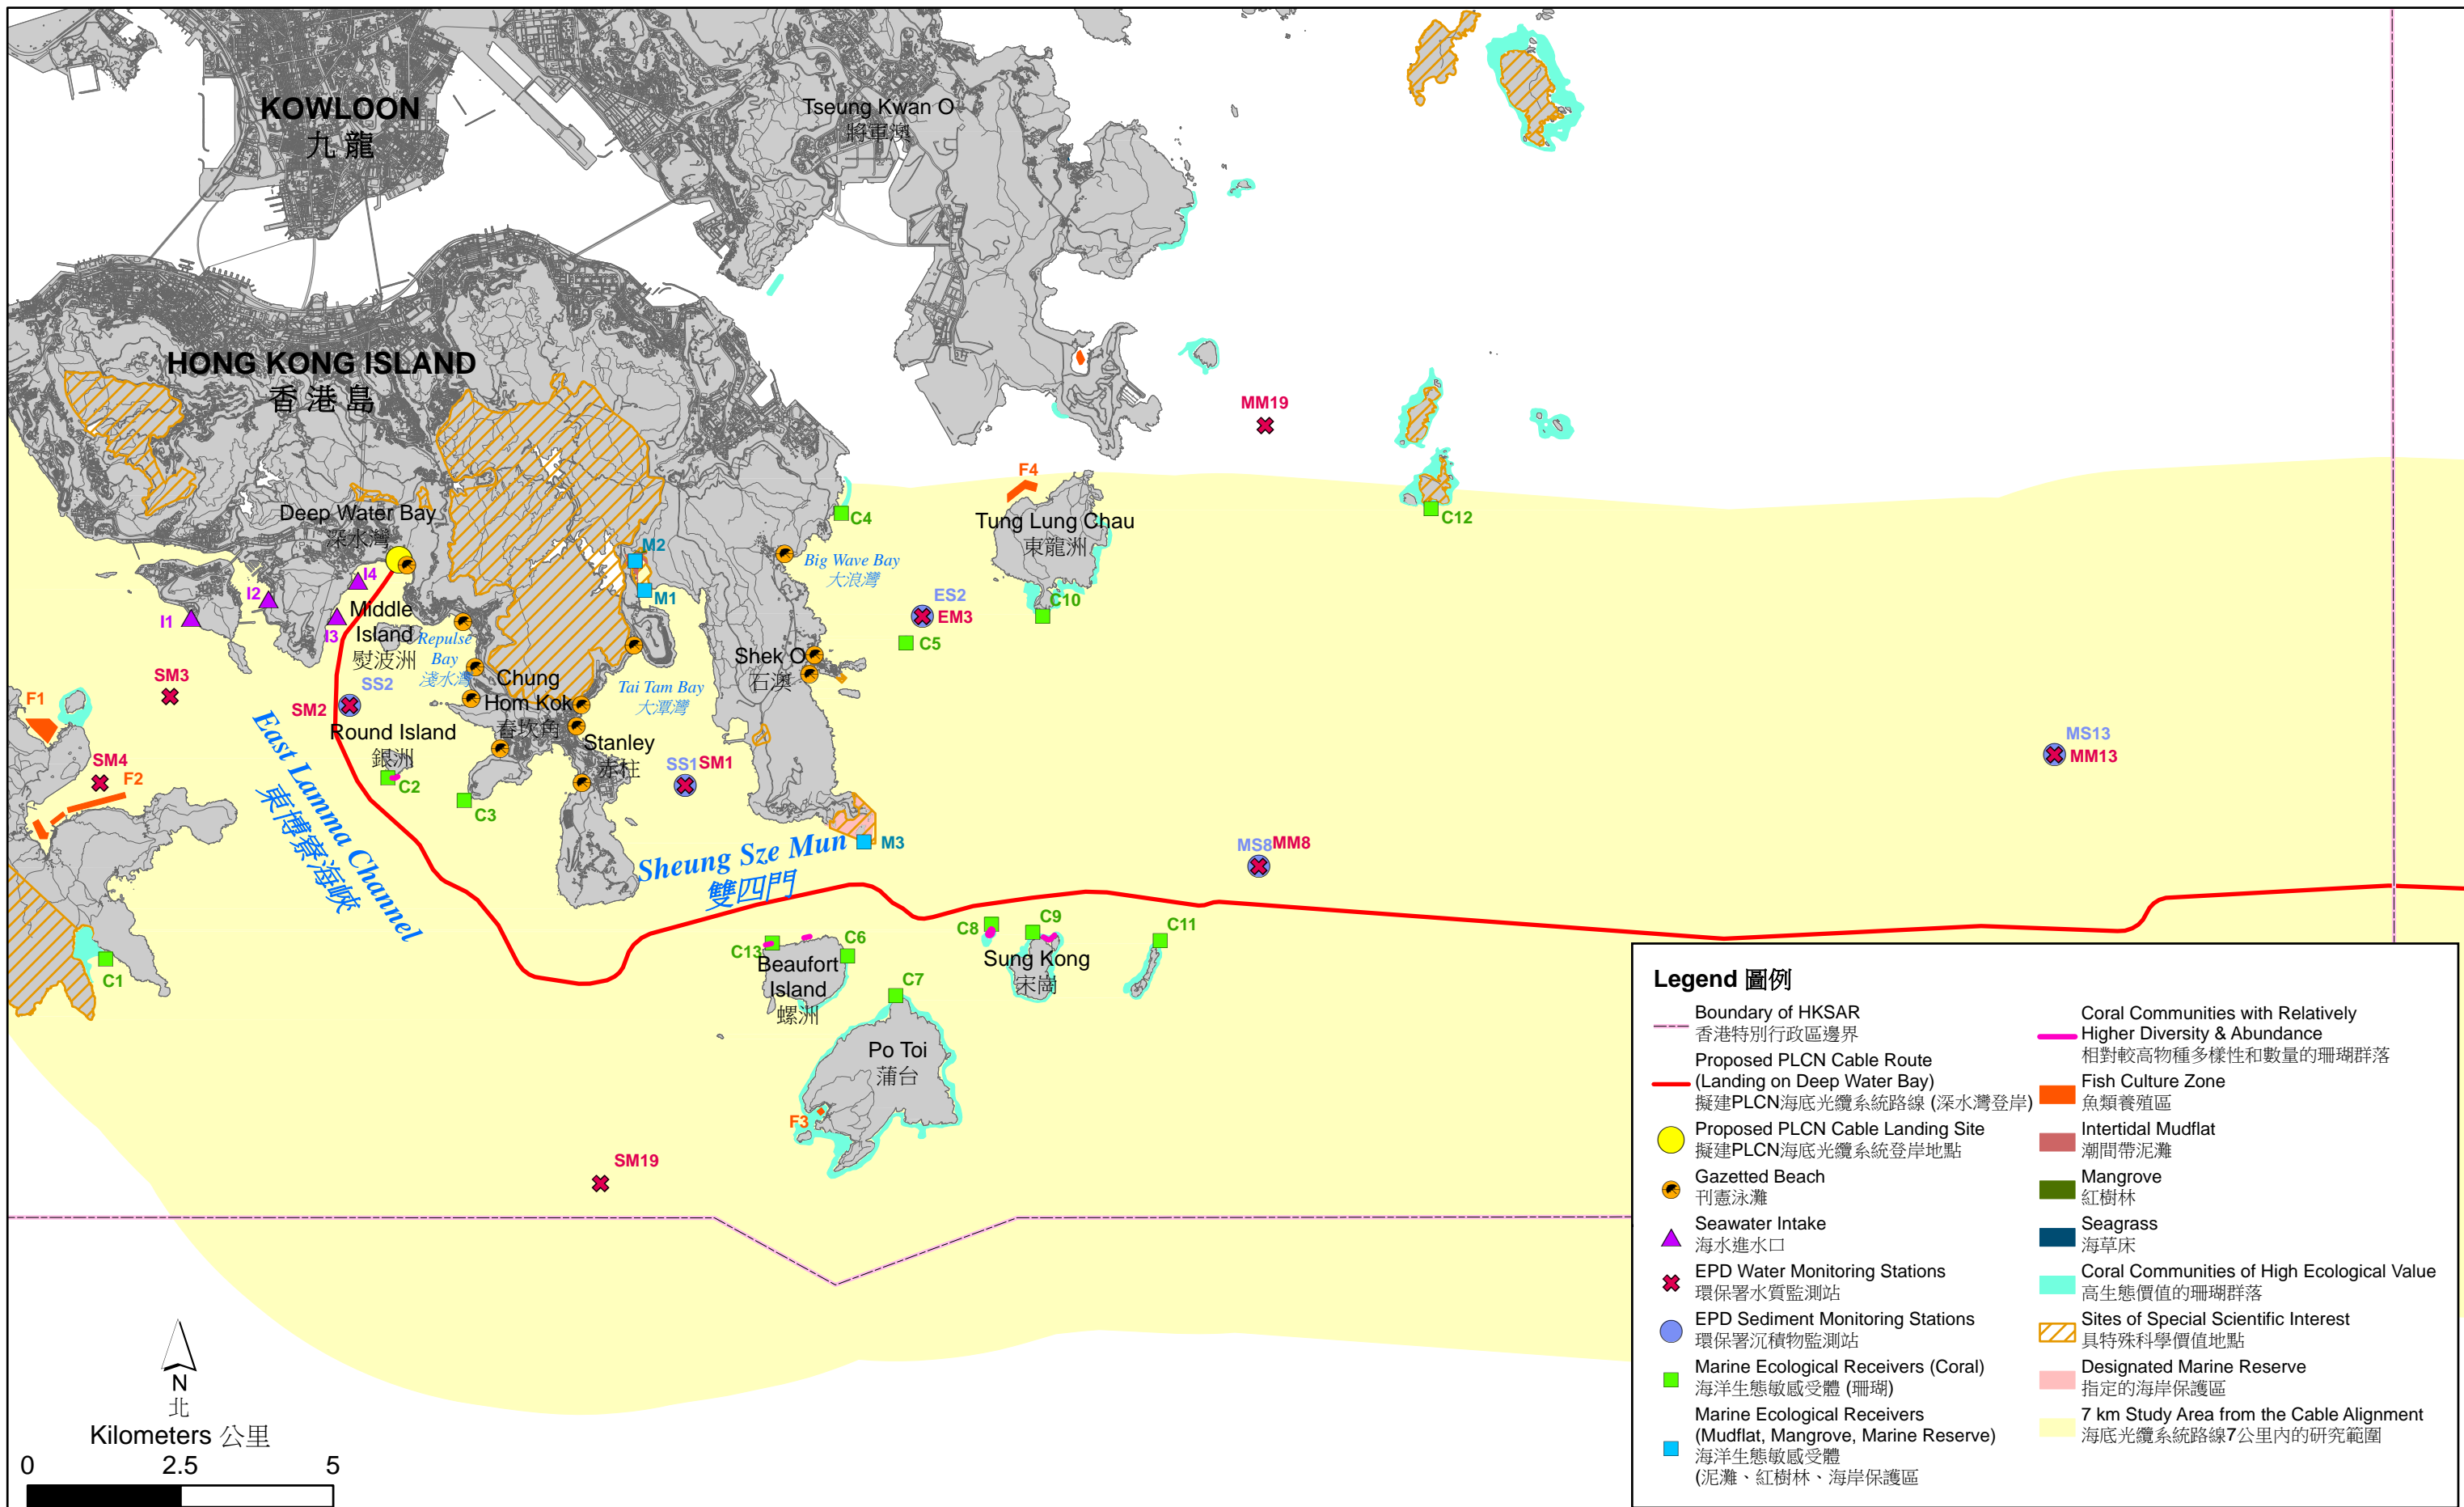 KOWLOON
九龍
Tseung Kwan O
將軍澳
HONG KONG ISLAND
香港島
MM19
F4
Deep Water Bay
深水灣
C4
Tung Lung Chau
東龍洲
C12
M2
Big Wave Bay
大浪灣
I4
I2
M1
ES2
EM3
C10
I1
I3
Middle
Island
熨波洲
Repulse
Bay
淺水灣
C5
Shek O
石澳
SM3
SS2
SM2
Chung
Hom Kok
舂坎角
Tai Tam Bay
大潭灣
F1
Round Island
銀洲
Stanley
赤柱
MS13
MM13
SM4
F2
C2
C3
SS1
SM1
East Lamma Channel
東博寮海峽
Sheung Sze Mun
雙四門
M3
MS8
MM8
C1
C13
C6
Beaufort
Island
螺洲
C8
C9
C11
Sung Kong
宋崗
C7
Po Toi
蒲台
F3
SM19
N
北
Kilometers 公里
0
2.5
5
Legend 圖例
Boundary of HKSAR
香港特別行政區邊界
Proposed PLCN Cable Route
(Landing on Deep Water Bay)
擬建PLCN海底光纜系統路線 (深水灣登岸)
Proposed PLCN Cable Landing Site
擬建PLCN海底光纜系統登岸地點
Gazetted Beach
刊憲泳灘
Seawater Intake
海水進水口
EPD Water Monitoring Stations
環保署水質監測站
EPD Sediment Monitoring Stations
環保署沉積物監測站
Marine Ecological Receivers (Coral)
海洋生態敏感受體 (珊瑚)
Marine Ecological Receivers
(Mudflat, Mangrove, Marine Reserve)
海洋生態敏感受體
(泥灘、紅樹林、海岸保護區
Coral Communities with Relatively
Higher Diversity & Abundance
相對較高物種多樣性和數量的珊瑚群落
Fish Culture Zone
魚類養殖區
Intertidal Mudflat
潮間帶泥灘
Mangrove
紅樹林
Seagrass
海草床
Coral Communities of High Ecological Value
高生態價值的珊瑚群落
Sites of Special Scientific Interest
具特殊科學價值地點
Designated Marine Reserve
指定的海岸保護區
7 km Study Area from the Cable Alignment
海底光纜系統路線7公里內的研究範圍